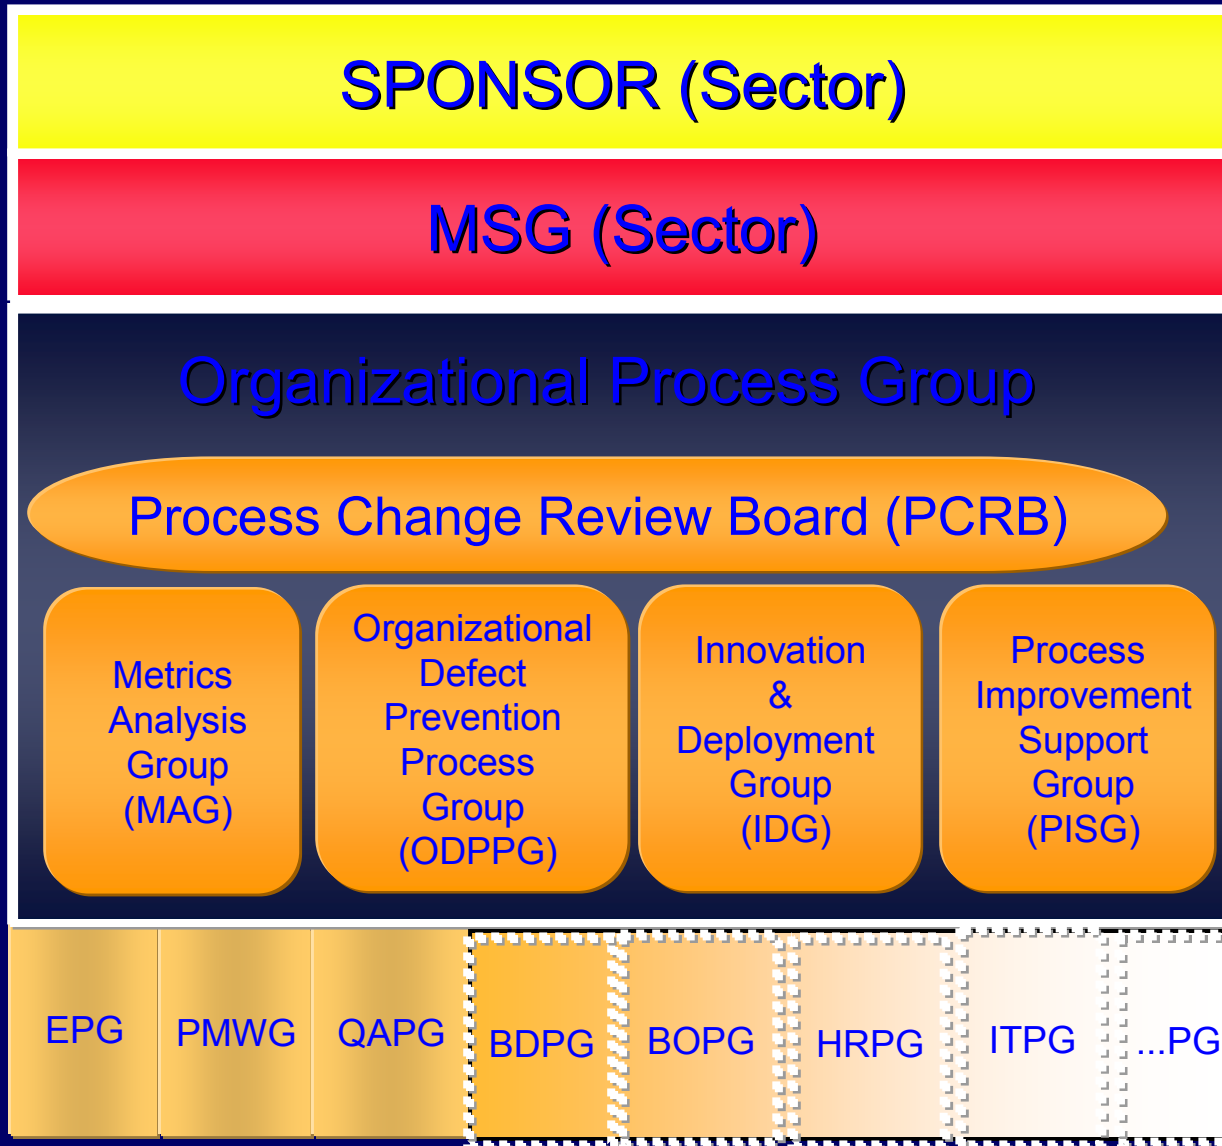 SPONSOR (Sector)
MSG (Sector)
Organizational Process Group
Process Change Review Board (PCRB)
Metrics
Analysis
Group
(MAG)
Organizational
Defect
Prevention
Process
Group
(ODPPG)
Innovation
&
Deployment
Group
(IDG)
Process
Improvement
Support
Group
(PISG)
EPG
PMWG
QAPG
BDPG
BOPG
HRPG
ITPG
...PG